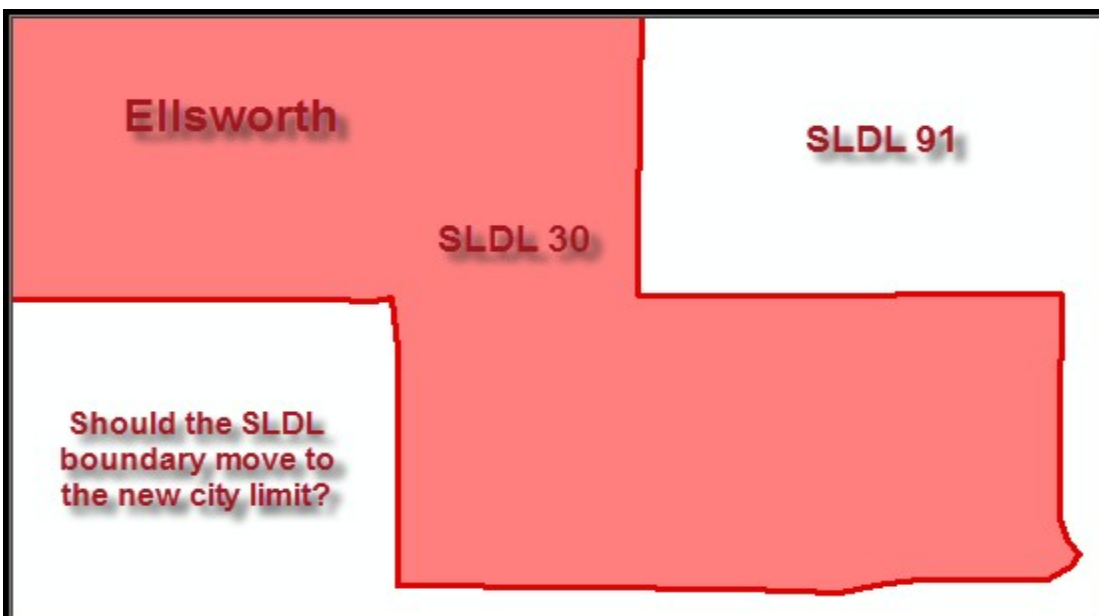 Ellsworth
SLDL 91
SLDL 30
Should the SLDL
boundary move to
the new city limit?